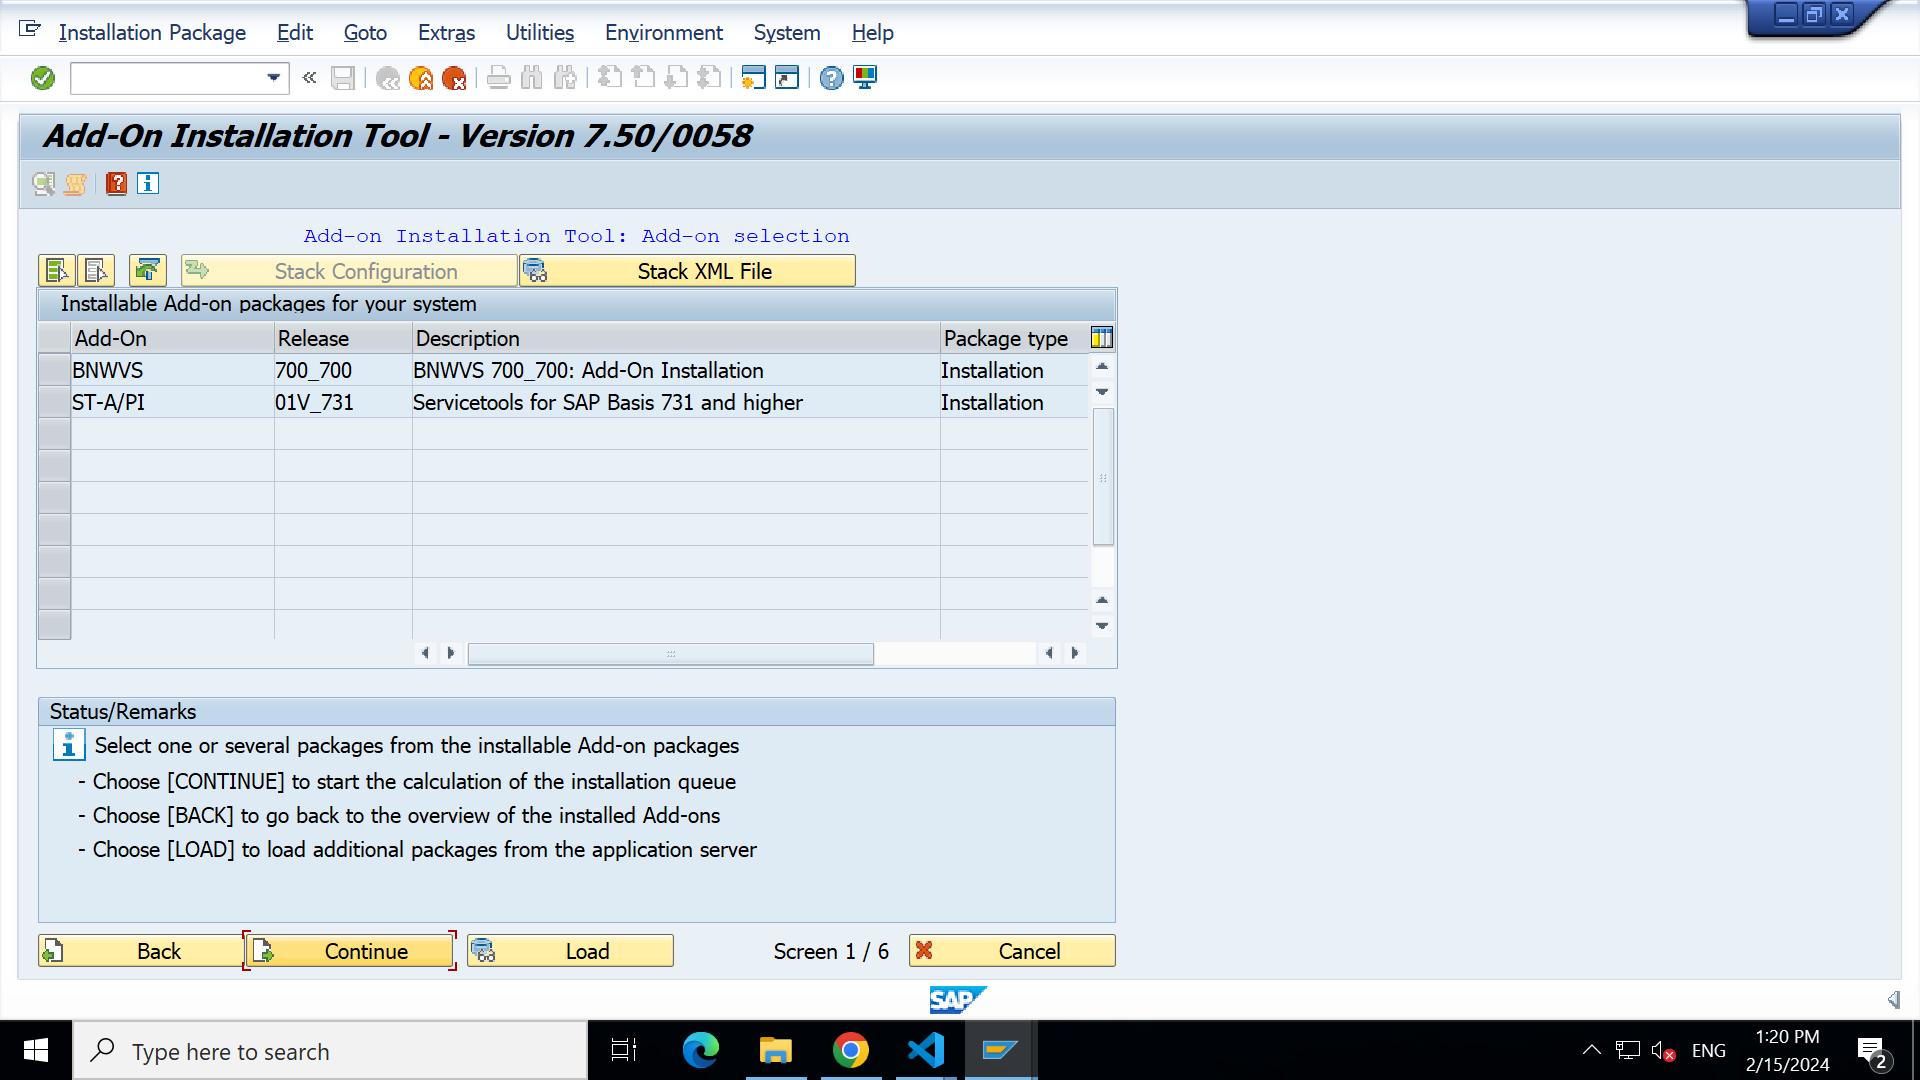 Installation Package Edit Goto Extras Utilities Environment System Help
Add-On Installation Tool - Version 7.50/0058
Add-on Installation Tool: Add-on selection
Stack Configuration Stack XML File
Installable Add-on packages for your system
Add-On Release Description Package type
BNWVS 700_700 BNWVS 700_700: Add-On Installation Installation
ST-A/PI 01V_731 Servicetools for SAP Basis 731 and higher Installation
Status/Remarks
Select one or several packages from the installable Add-on packages
- Choose [CONTINUE] to start the calculation of the installation queue
- Choose [BACK] to go back to the overview of the installed Add-ons
- Choose [LOAD] to load additional packages from the application server
Back Continue Load Screen 1 / 6 Cancel
SAP
Type here to search
ENG
1:20 PM
2/15/2024
2